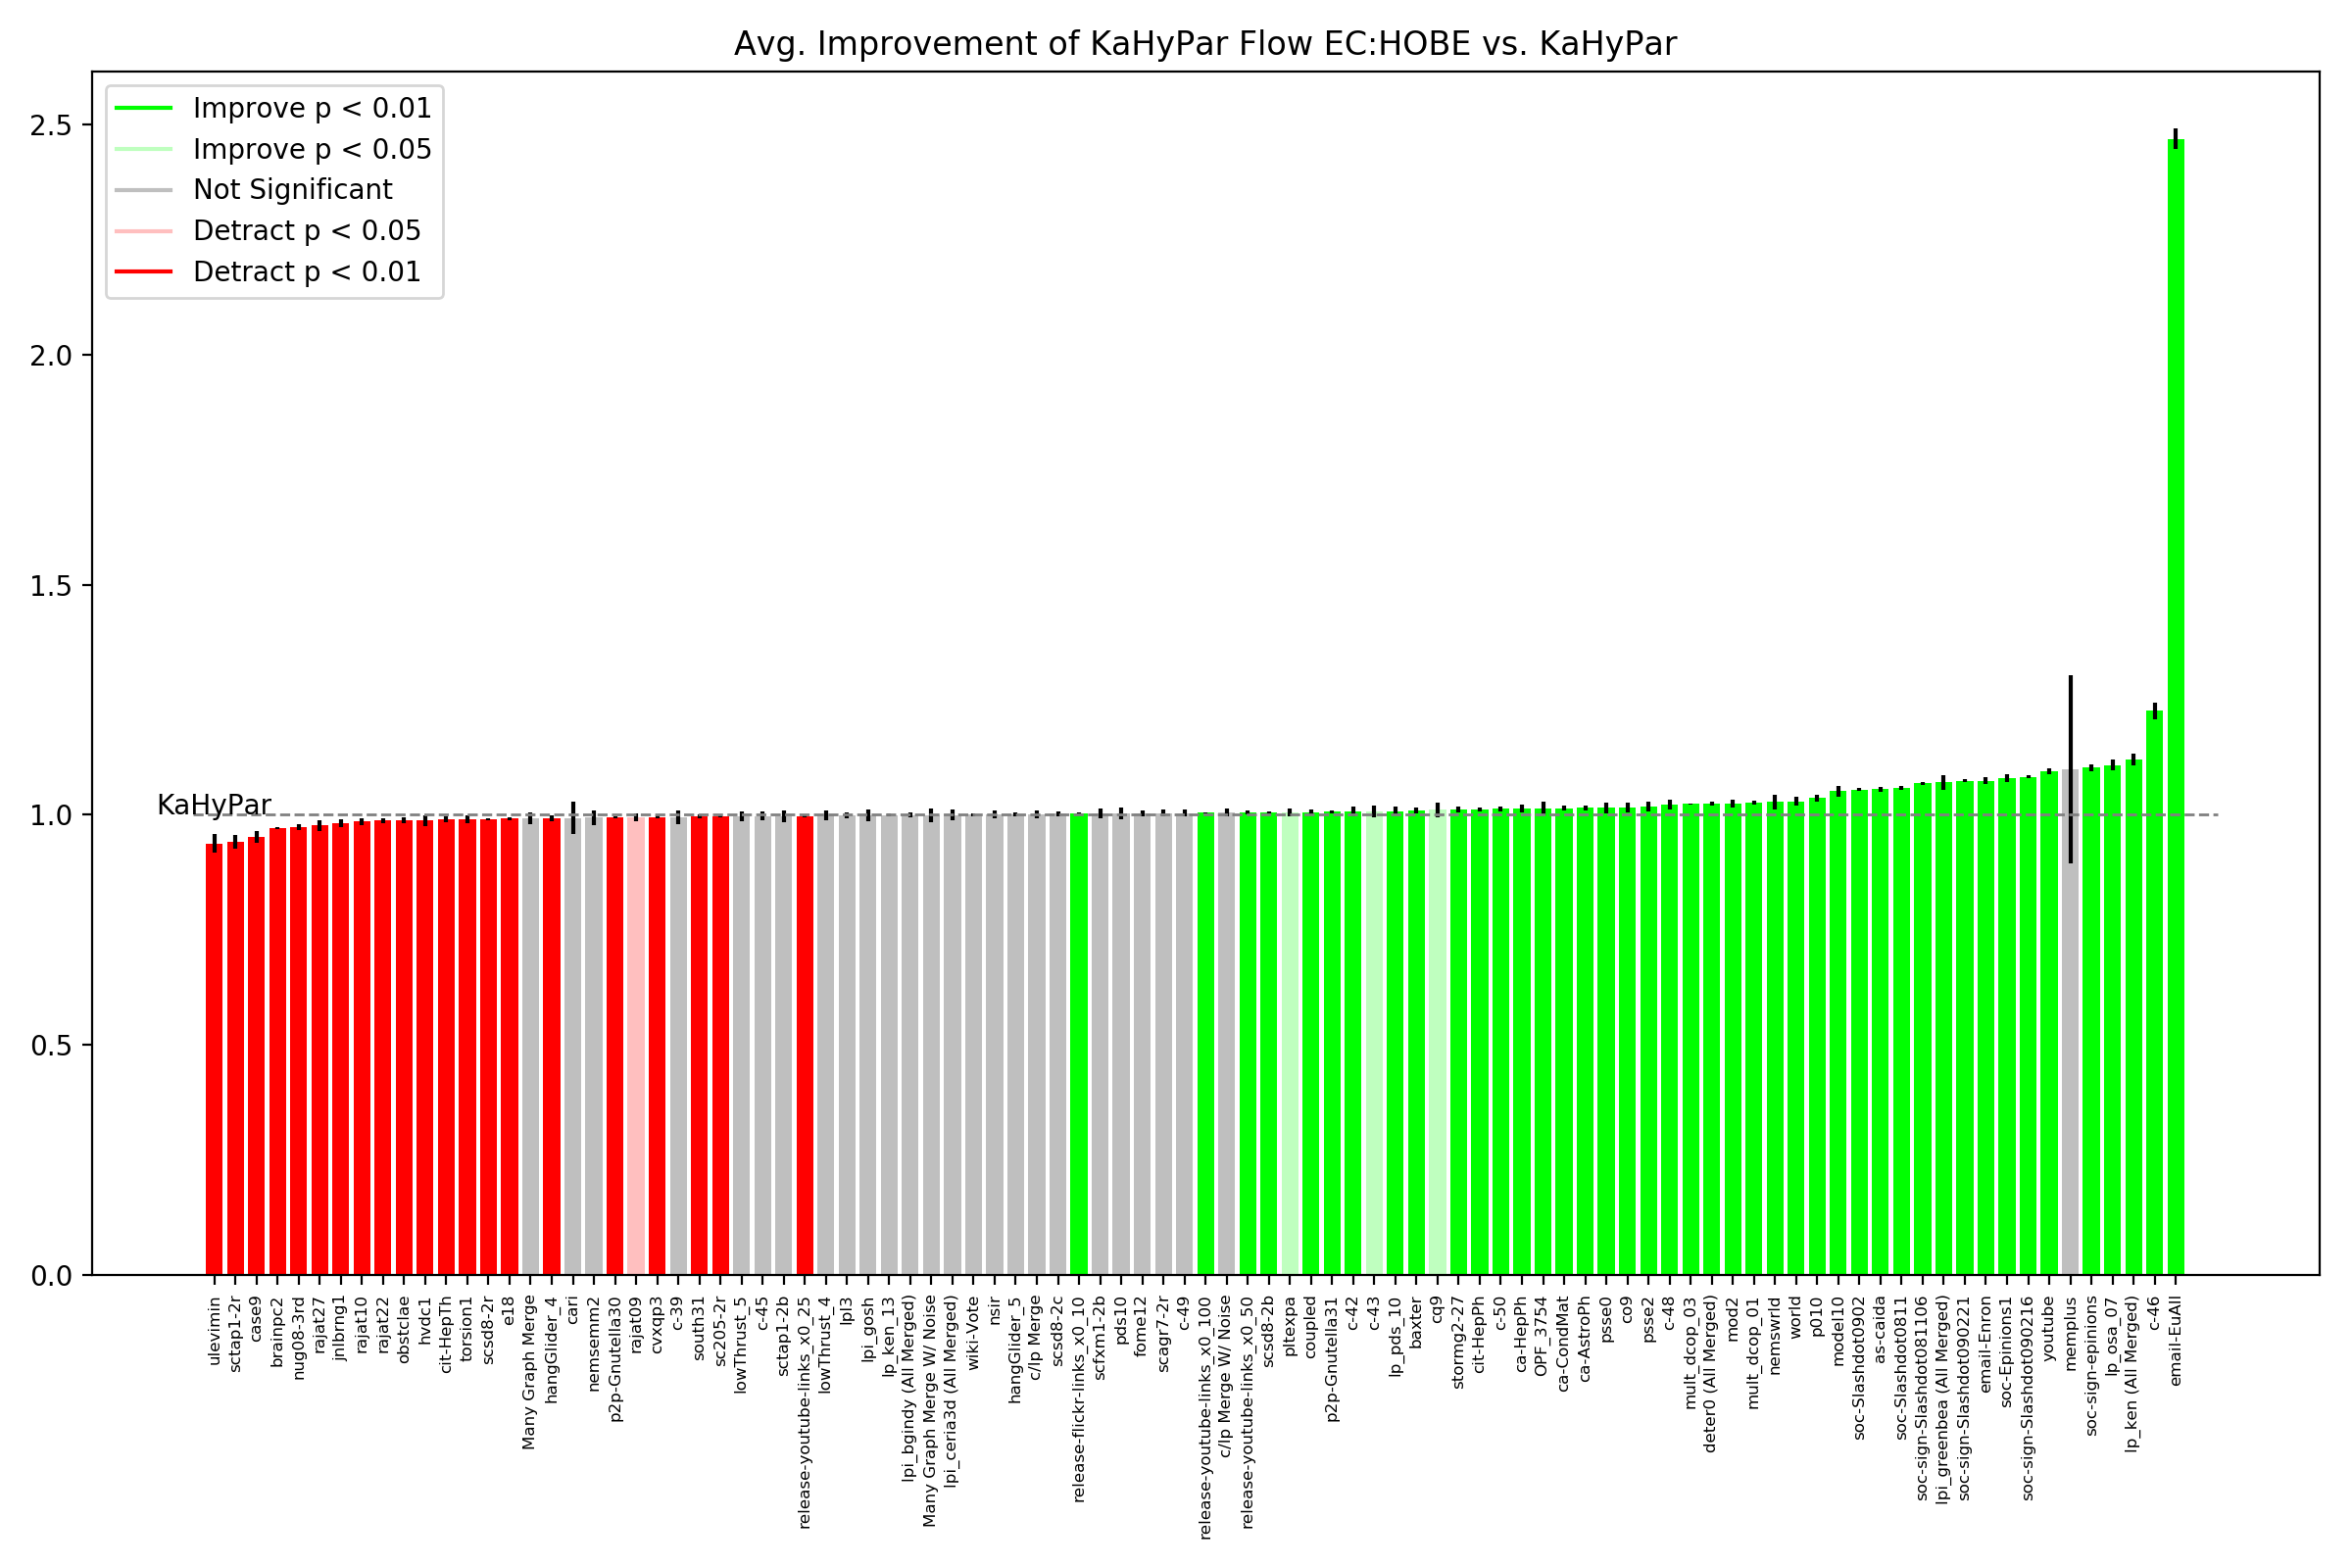 Avg. Improvement of KaHyPar Flow EC:HOBE vs. KaHyPar
Improve p < 0.01
Improve p < 0.05
Not Significant
Detract p < 0.05
Detract p < 0.01
2.5
2.0
1.5
1.0
0.5
0.0
KaHyPar
ulevimin
sctap1-2r
case9
brainpc2
nug08-3rd
rajat27
jnlbrng1
rajat10
rajat22
obstclae
hvdc1
cit-HepTh
torsion1
scsd8-2r
e18
Many Graph Merge
hangGlider_4
cari
nemsemm2
p2p-Gnutella30
rajat09
cvxqp3
c-39
south31
sc205-2r
lowThrust_5
c-45
sctap1-2b
release-youtube-links_x0_25
lowThrust_4
lpl3
lpi_gosh
lp_ken_13
lpi_bgindy (All Merged)
Many Graph Merge W/ Noise
lpi_ceria3d (All Merged)
wiki-Vote
nsir
hangGlider_5
c/lp Merge
scsd8-2c
release-flickr-links_x0_10
scfxm1-2b
pds10
fome12
scagr7-2r
c-49
release-youtube-links_x0_100
c/lp Merge W/ Noise
release-youtube-links_x0_50
scsd8-2b
pltexpa
coupled
p2p-Gnutella31
c-42
c-43
lp_pds_10
baxter
cq9
stormg2-27
cit-HepPh
c-50
ca-HepPh
OPF_3754
ca-CondMat
ca-AstroPh
psse0
co9
psse2
c-48
mult_dcop_03
deter0 (All Merged)
mod2
mult_dcop_01
nemswrld
world
p010
model10
soc-Slashdot0902
as-caida
soc-Slashdot0811
soc-sign-Slashdot081106
lpi_greenbea (All Merged)
soc-sign-Slashdot090221
email-Enron
soc-Epinions1
soc-sign-Slashdot090216
youtube
memplus
soc-sign-epinions
lp_osa_07
lp_ken (All Merged)
c-46
email-EuAll